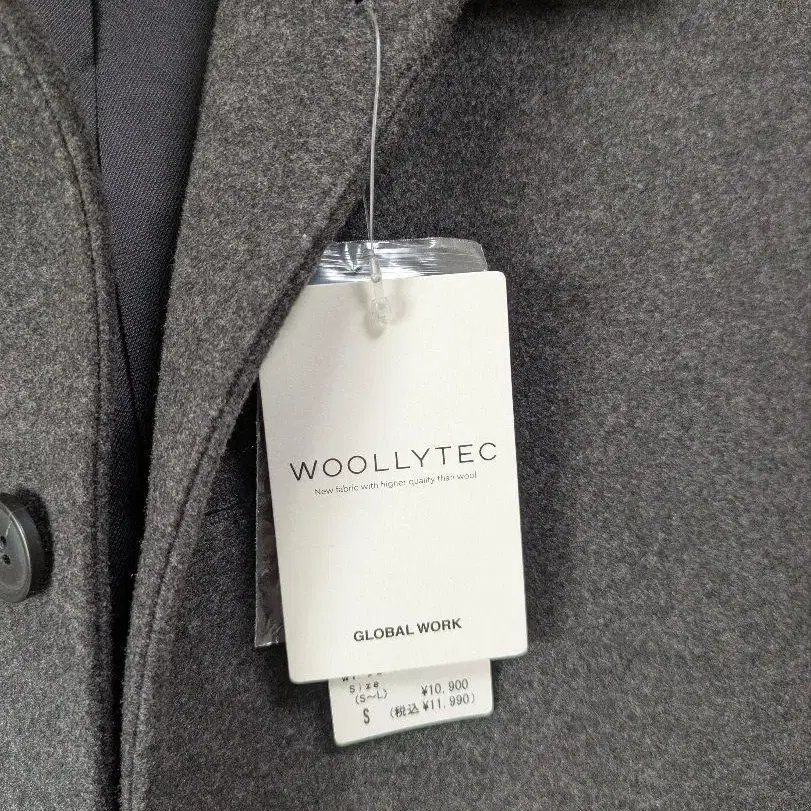 WOOLLYTEC
New fabric with higher quality than wool
GLOBAL WORK
Size
(S~L)
¥10,900
S
(税込 ¥11,990)